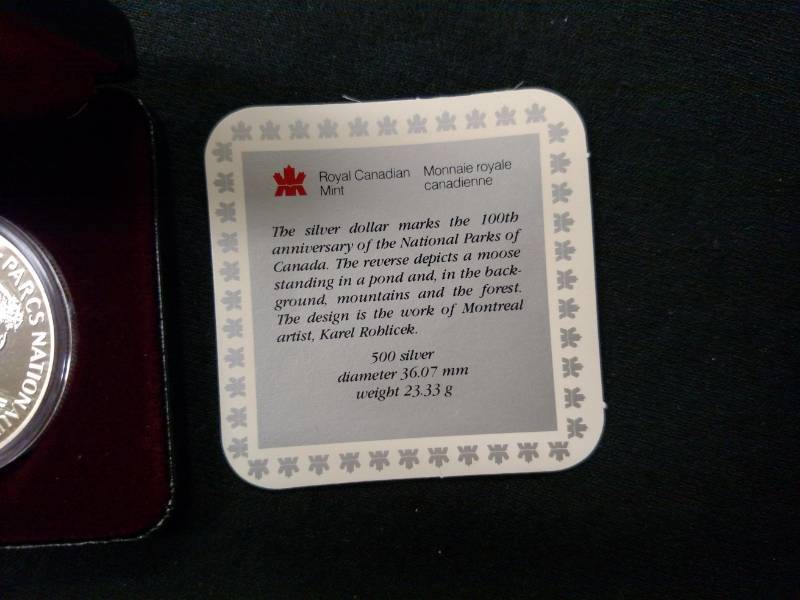 Royal Canadian Mint
Monnaie royale canadienne
The silver dollar marks the 100th
anniversary of the National Parks of
Canada. The reverse depicts a moose
standing in a pond and, in the back-
ground, mountains and the forest.
The design is the work of Montreal
artist, Karel Rohlicek.
500 silver
diameter 36.07 mm
weight 23.33 g
PARCS NATIONAU